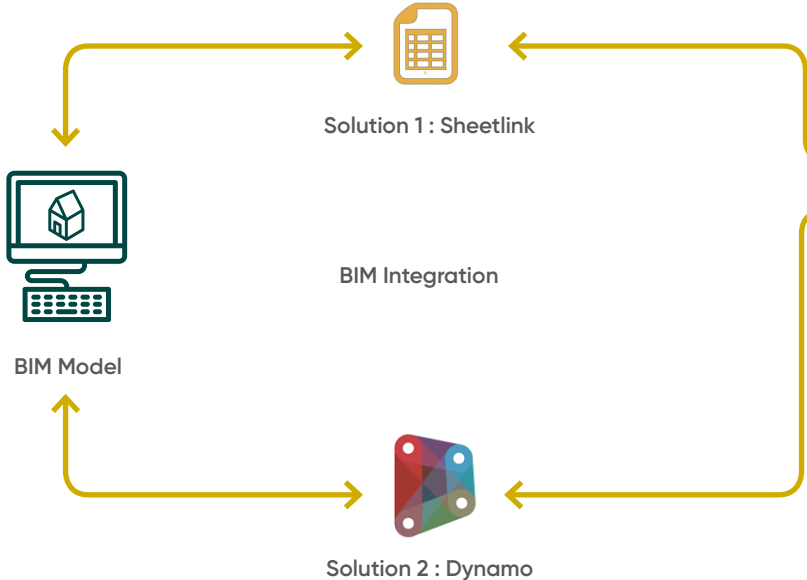 Solution 1 : Sheetlink
BIM Integration
BIM Model
Solution 2 : Dynamo